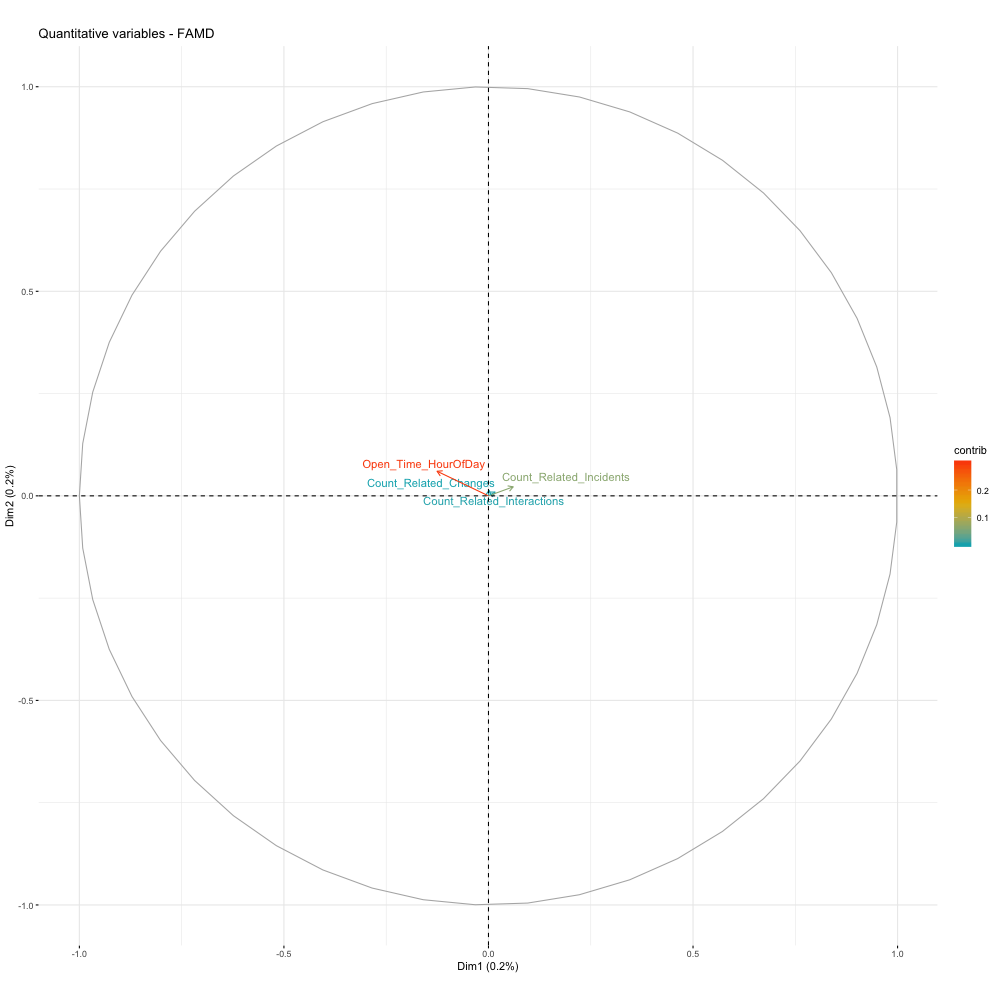 Quantitative variables - FAMD
1.0
0.5
0.0
-0.5
-1.0
Dim2 (0.2%)
Open_Time_HourOfDay
Count_Related_Incidents
Count_Related_Changes
Count_Related_Interactions
contrib
0.2
0.1
-1.0
-0.5
0.0
0.5
1.0
Dim1 (0.2%)